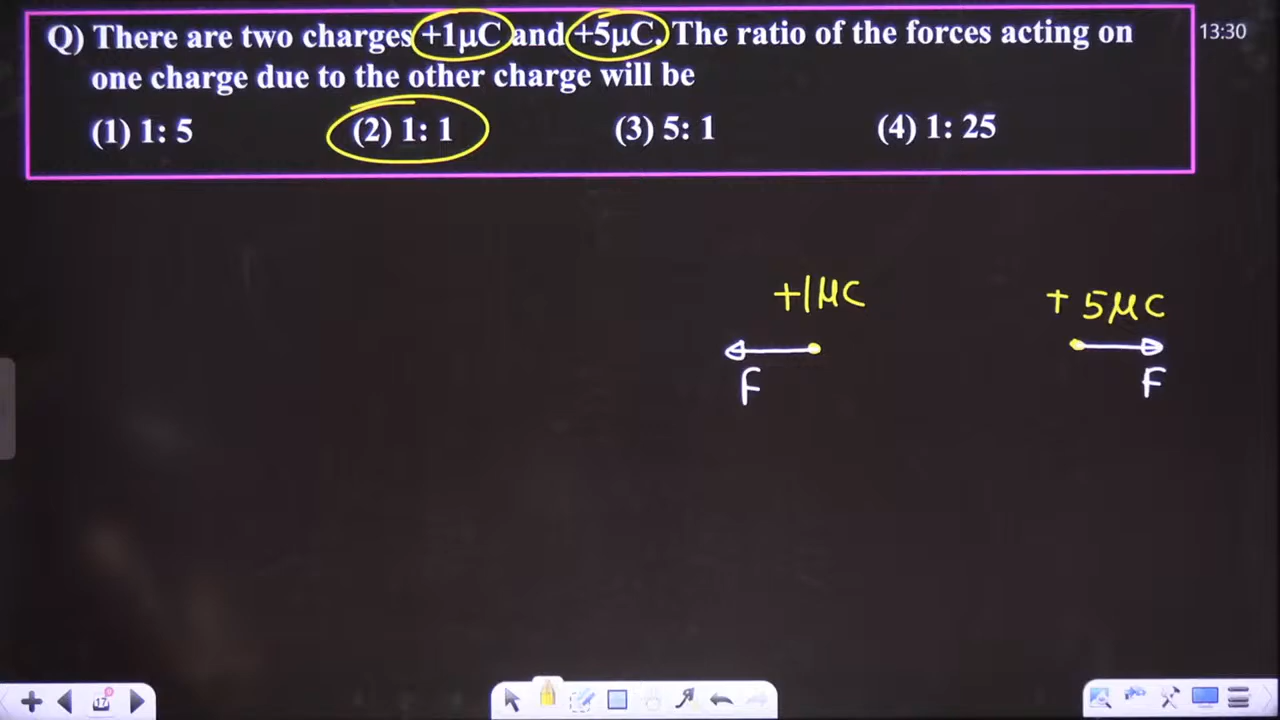 Q) There are two charges +1μC and +5μC. The ratio of the forces acting on
one charge due to the other charge will be
(1) 1: 5 (2) 1: 1 (3) 5: 1 (4) 1: 25
13:30
+1μC + 5μC
F F
17